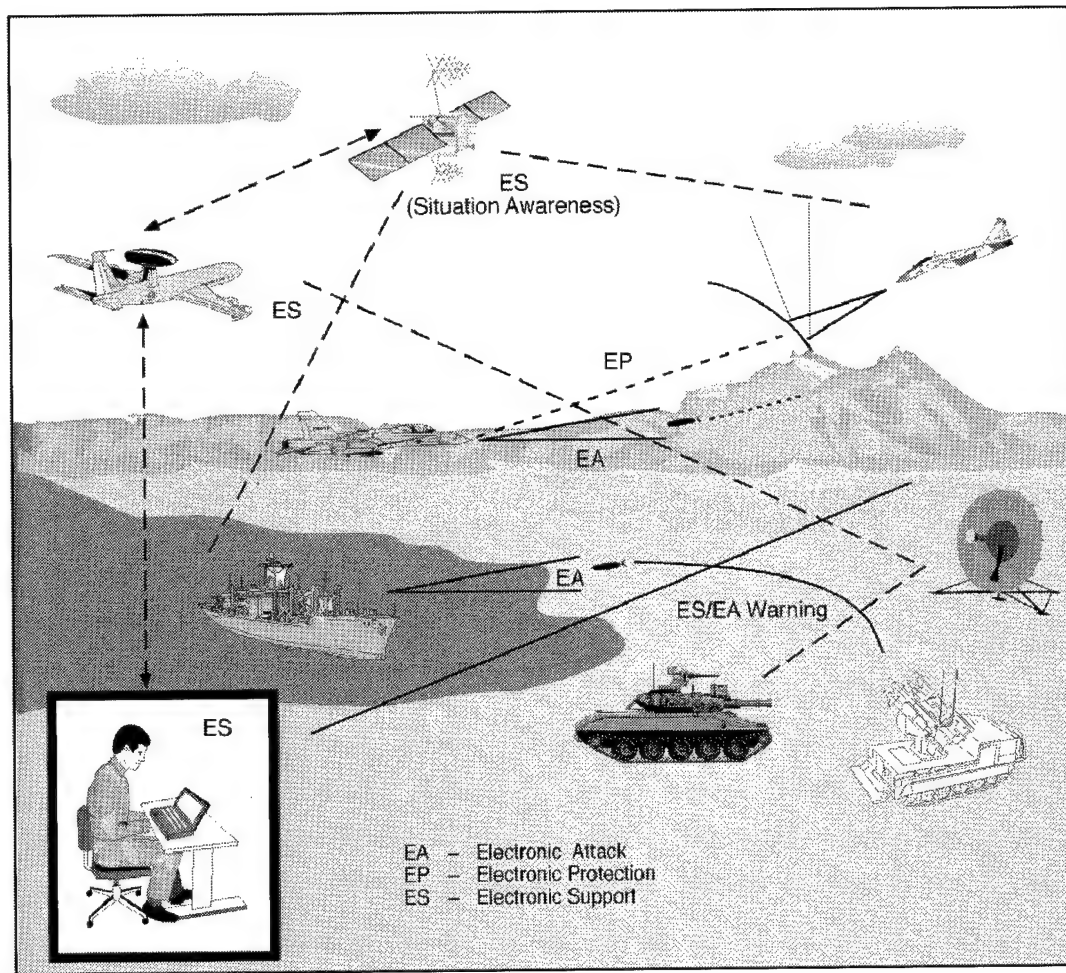 ES
(Situation Awareness)
ES
EP
EA
EA
ES/EA Warning
ES
EA – Electronic Attack
EP – Electronic Protection
ES – Electronic Support